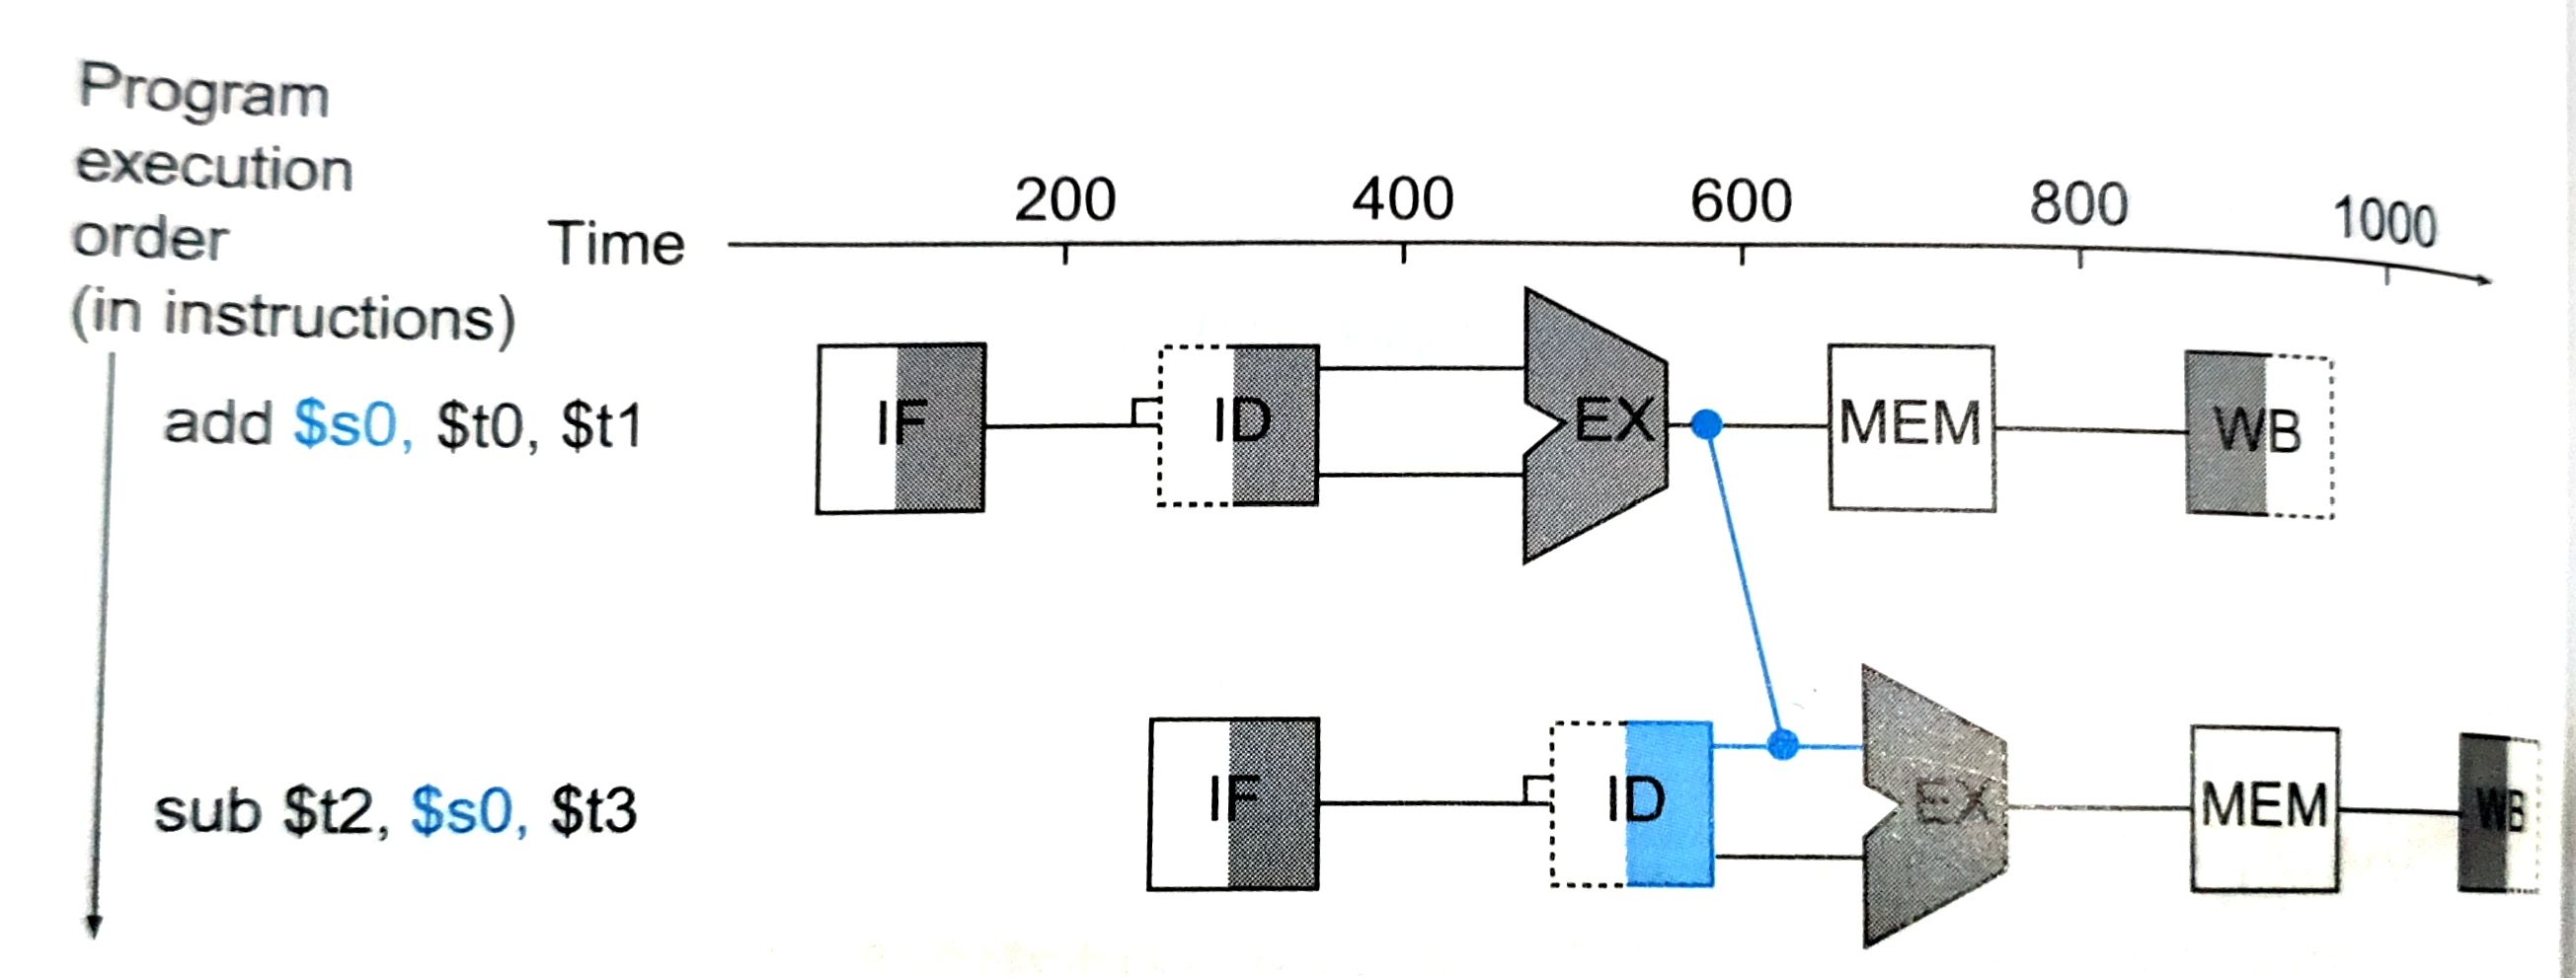 Program
execution
order
(in instructions)
Time
200 400 600 800 1000
add $s0, $t0, $t1
IF ID EX MEM WB
sub $t2, $s0, $t3
IF ID EX MEM WB